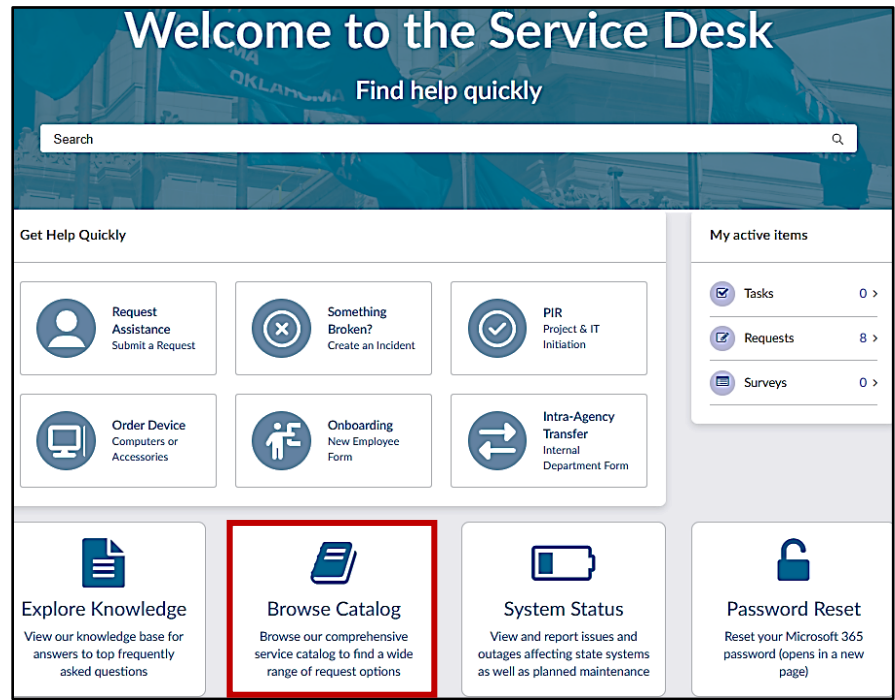 Welcome to the Service Desk
OKLAHOMA
Find help quickly
Search
Get Help Quickly
Request
Assistance
Submit a Request
Something
Broken?
Create an Incident
PIR
Project & IT
Initiation
Order Device
Computers or
Accessories
Onboarding
New Employee
Form
Intra-Agency
Transfer
Internal
Department Form
My active items
Tasks 0 >
Requests 8 >
Surveys 0 >
Explore Knowledge
View our knowledge base for
answers to top frequently
asked questions
Browse Catalog
Browse our comprehensive
service catalog to find a wide
range of request options
System Status
View and report issues and
outages affecting state systems
as well as planned maintenance
Password Reset
Reset your Microsoft 365
password (opens in a new
page)